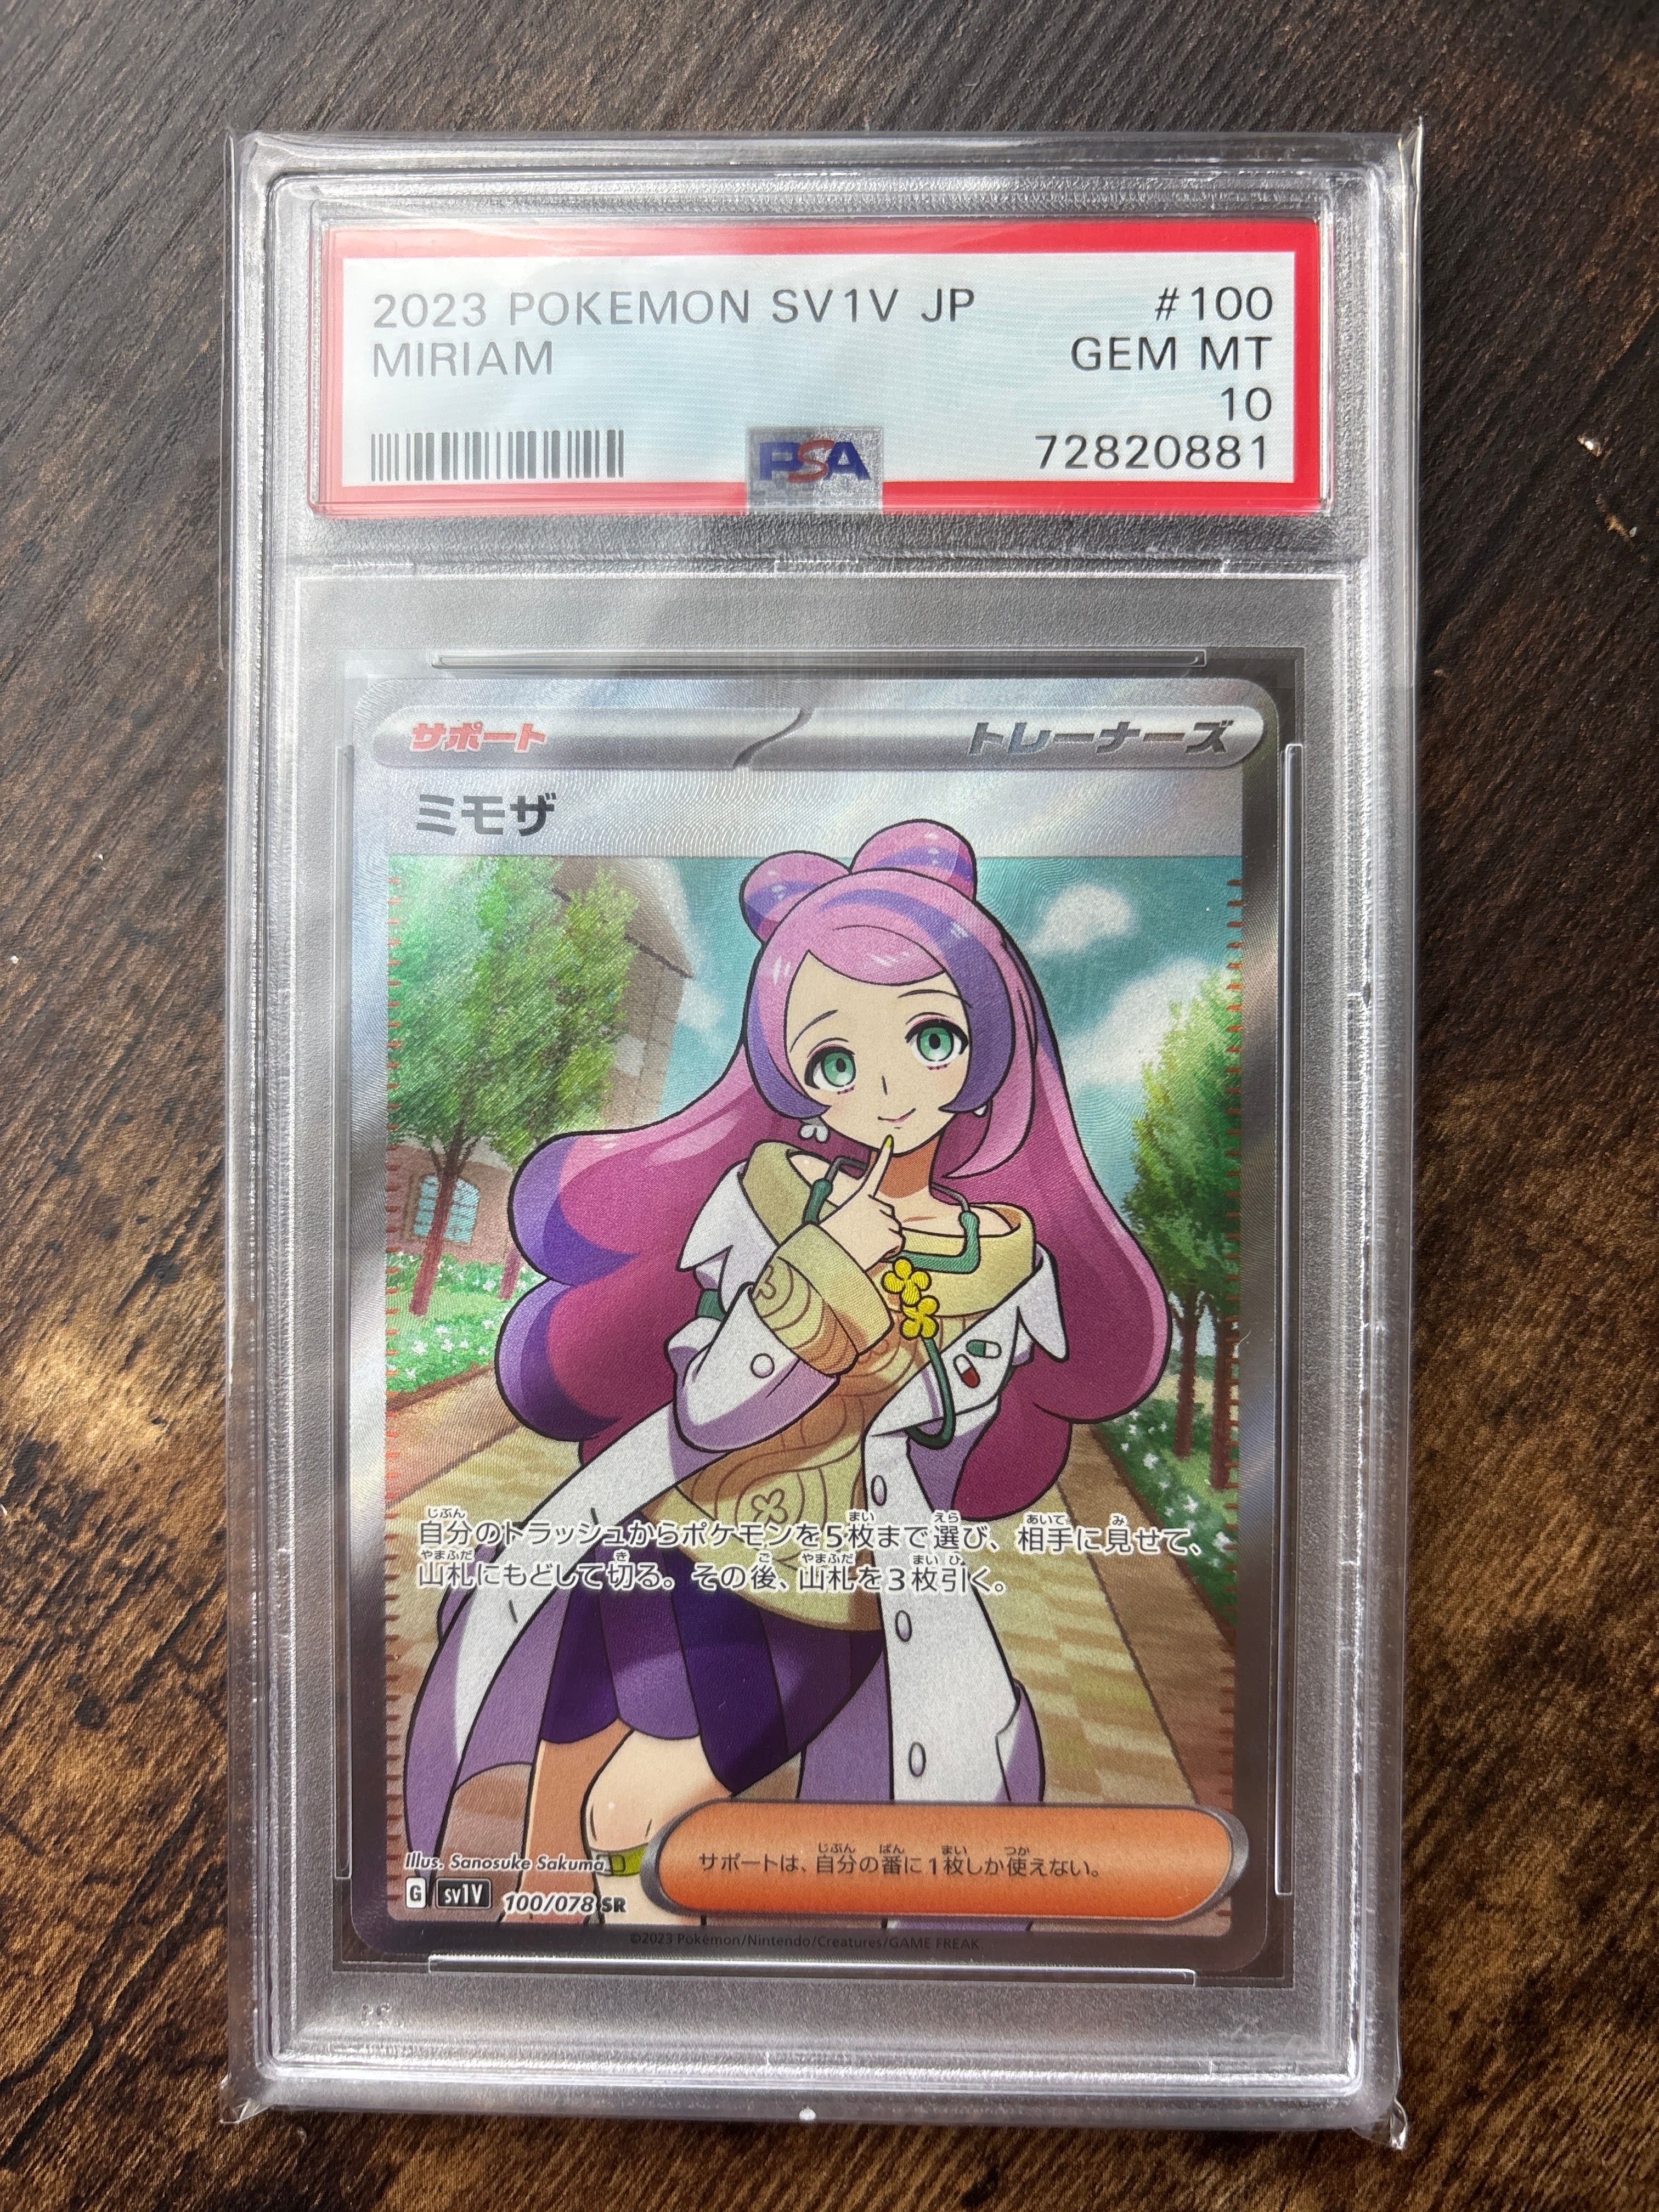 2023 POKEMON SV1V JP #100
MIRIAM GEM MT
10
PSA 72820881
サポート トレーナーズ
ミモザ
自分のトラッシュからポケモンを5枚まで選び、相手に見せて、
山札にもどして切る。その後、山札を3枚引く。
サポートは、自分の番に1枚しか使えない。
Illus. Sanosuke Sakuma
G sv1V 100/078 SR
©2023 Pokémon/Nintendo/Creatures/GAME FREAK